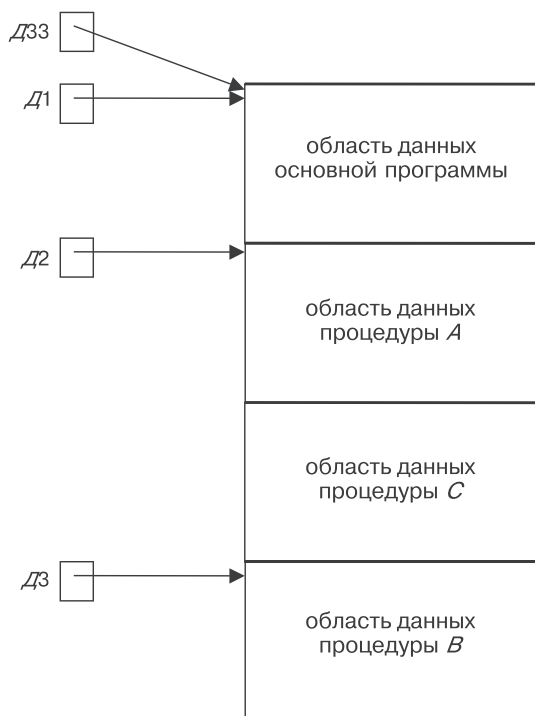 Д33
Д1
область данных
основной программы
Д2
область данных
процедуры A
область данных
процедуры C
Д3
область данных
процедуры B